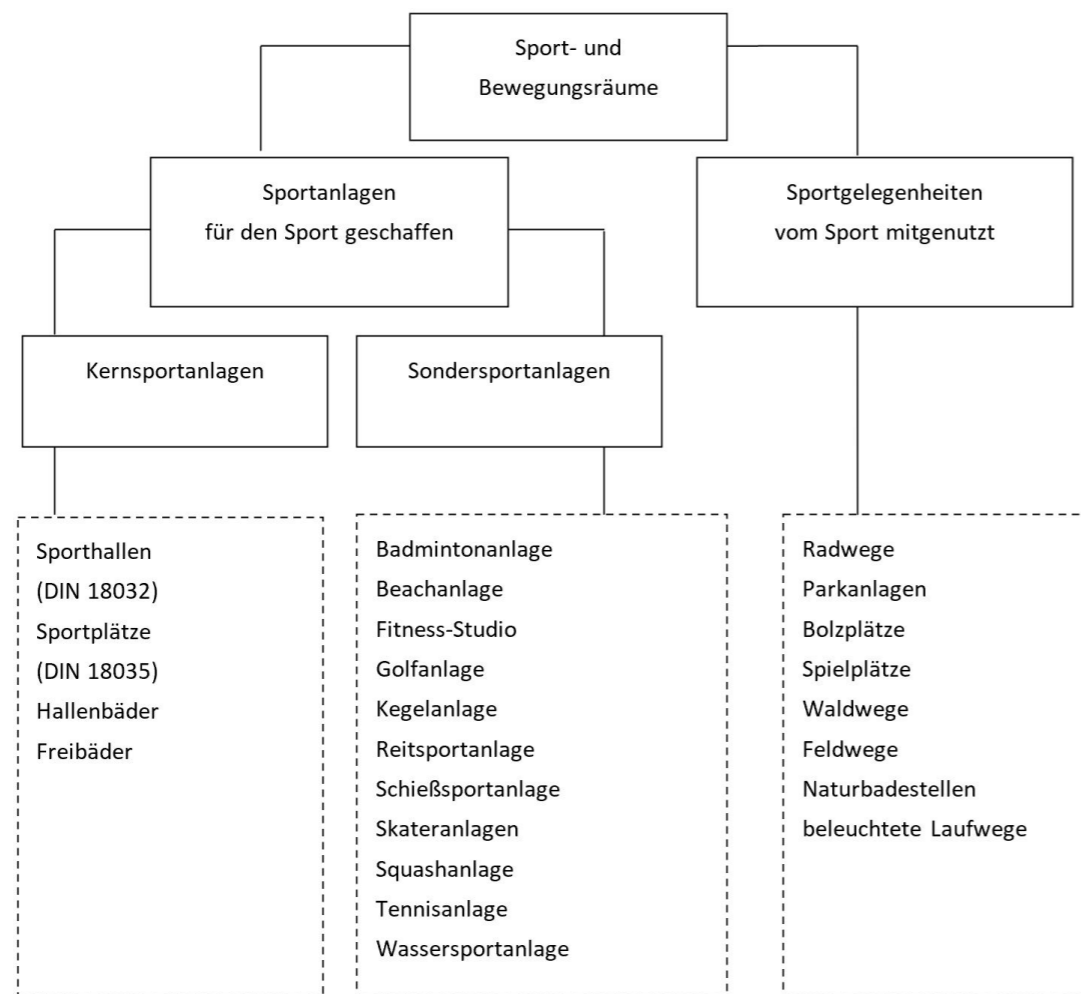 Sport- und
Bewegungsräume
Sportanlagen
für den Sport geschaffen
Sportgelegenheiten
vom Sport mitgenutzt
Kernsportanlagen
Sondersportanlagen
Sporthallen
(DIN 18032)
Sportplätze
(DIN 18035)
Hallenbäder
Freibäder
Badmintonanlage
Beachanlage
Fitness-Studio
Golfanlage
Kegelanlage
Reitsportanlage
Schießsportanlage
Skateranlagen
Squashanlage
Tennisanlage
Wassersportanlage
Radwege
Parkanlagen
Bolzplätze
Spielplätze
Waldwege
Feldwege
Naturbadestellen
beleuchtete Laufwege